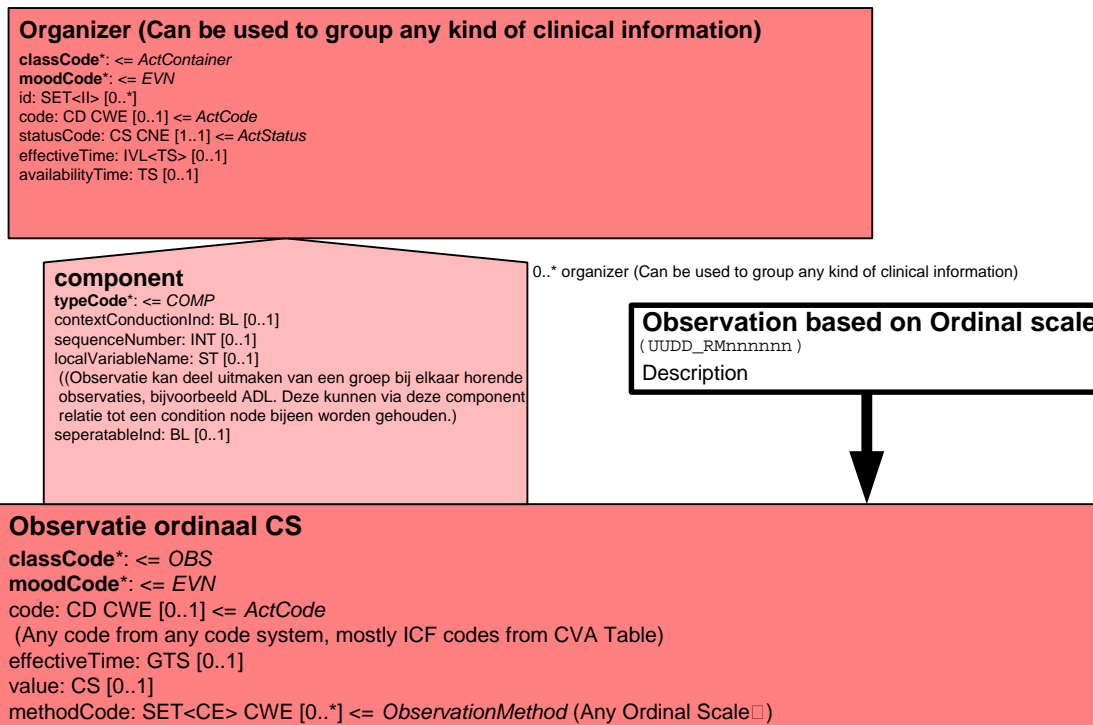 Organizer (Can be used to group any kind of clinical information)
classCode*: <= ActContainer
moodCode*: <= EVN
id: SET<II> [0..*]
code: CD CWE [0..1] <= ActCode
statusCode: CS CNE [1..1] <= ActStatus
effectiveTime: IVL<TS> [0..1]
availabilityTime: TS [0..1]
component
typeCode*: <= COMP
contextConductionInd: BL [0..1]
sequenceNumber: INT [0..1]
localVariableName: ST [0..1]
((Observatie kan deel uitmaken van een groep bij elkaar horende
observaties, bijvoorbeeld ADL. Deze kunnen via deze component
relatie tot een condition node bijeen worden gehouden.)
seperatableInd: BL [0..1]
0..* organizer (Can be used to group any kind of clinical information)
Observation based on Ordinal scale
(UUDD_RMnnnnnn )
Description
Observatie ordinaal CS
classCode*: <= OBS
moodCode*: <= EVN
code: CD CWE [0..1] <= ActCode
(Any code from any code system, mostly ICF codes from CVA Table)
effectiveTime: GTS [0..1]
value: CS [0..1]
methodCode: SET<CE> CWE [0..*] <= ObservationMethod (Any Ordinal Scale□)